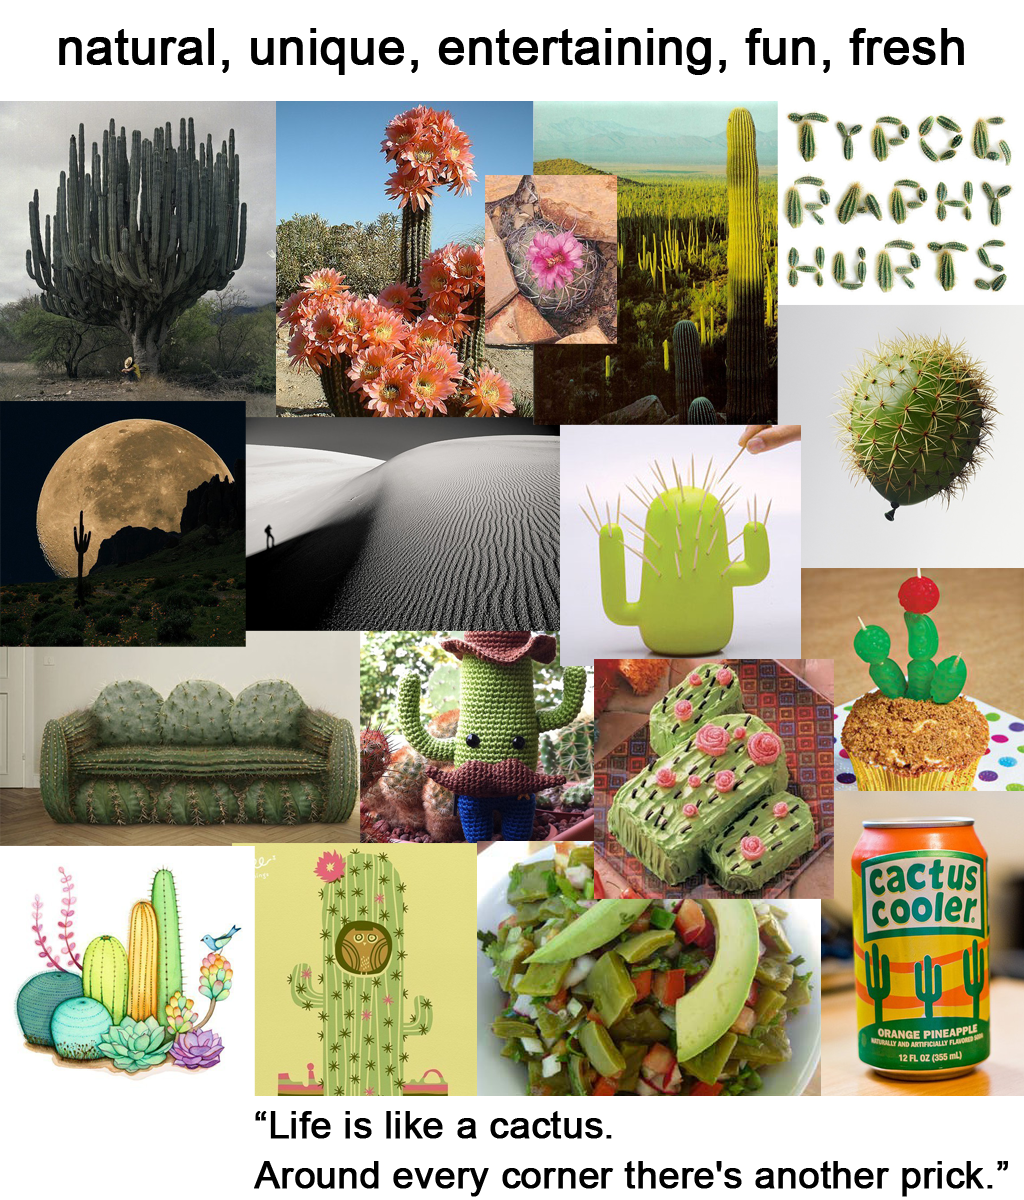 natural, unique, entertaining, fun, fresh
TYPOG
RAPHY
HURTS
cactus
cooler.
ORANGE PINEAPPLE
NATURALLY AND ARTIFICIALLY FLAVORED SODA
12 FL OZ (355 mL)
“Life is like a cactus.
Around every corner there's another prick.”